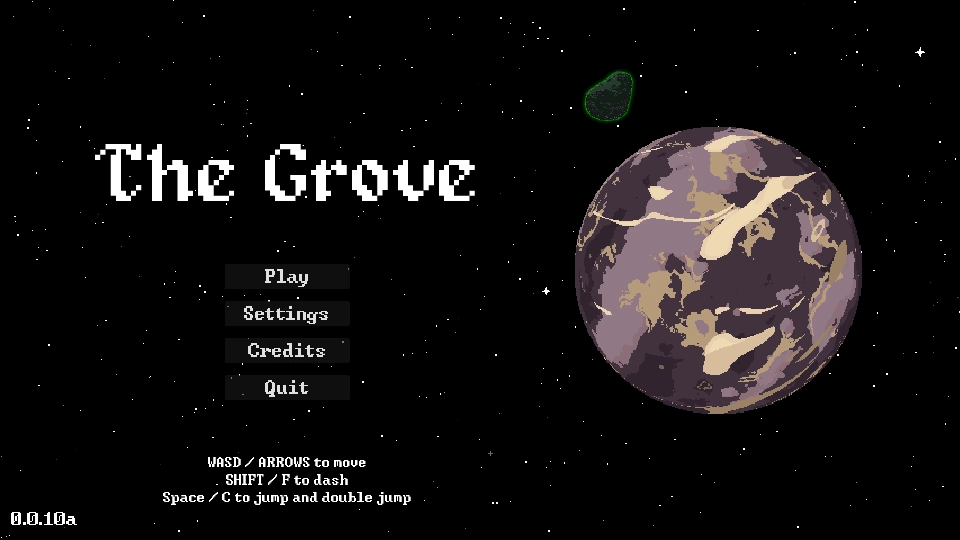 The Grove
Play
Settings
Credits
Quit
WASD / ARROWS to move
SHIFT / F to dash
Space / C to jump and double jump
0.0.10a